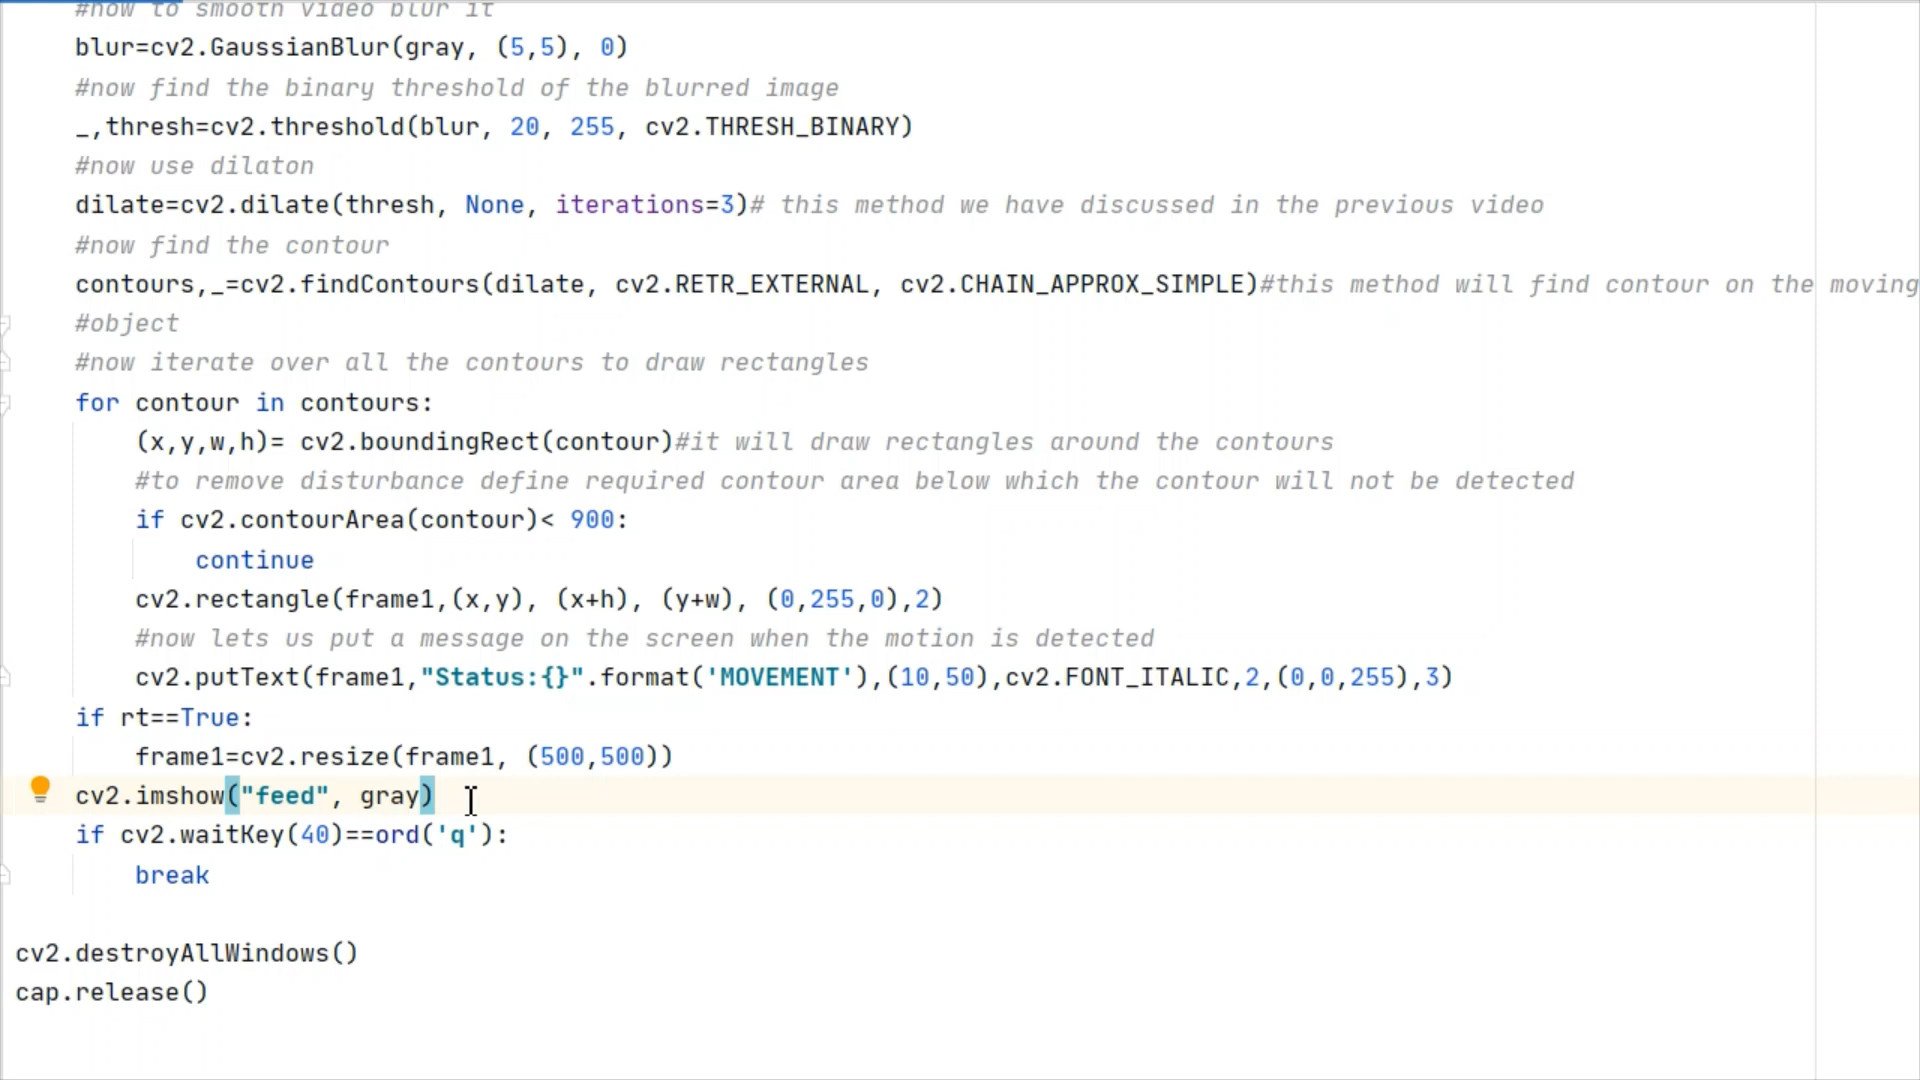 #now to smooth video blur it
blur=cv2.GaussianBlur(gray, (5,5), 0)
#now find the binary threshold of the blurred image
_,thresh=cv2.threshold(blur, 20, 255, cv2.THRESH_BINARY)
#now use dilaton
dilate=cv2.dilate(thresh, None, iterations=3)# this method we have discussed in the previous video
#now find the contour
contours,_=cv2.findContours(dilate, cv2.RETR_EXTERNAL, cv2.CHAIN_APPROX_SIMPLE)#this method will find contour on the moving
#object
#now iterate over all the contours to draw rectangles
for contour in contours:
(x,y,w,h)= cv2.boundingRect(contour)#it will draw rectangles around the contours
#to remove disturbance define required contour area below which the contour will not be detected
if cv2.contourArea(contour)< 900:
continue
cv2.rectangle(frame1,(x,y), (x+h), (y+w), (0,255,0),2)
#now lets us put a message on the screen when the motion is detected
cv2.putText(frame1,"Status:{}".format('MOVEMENT'),(10,50),cv2.FONT_ITALIC,2,(0,0,255),3)
if rt==True:
frame1=cv2.resize(frame1, (500,500))
cv2.imshow("feed", gray)
if cv2.waitKey(40)==ord('q'):
break
cv2.destroyAllWindows()
cap.release()